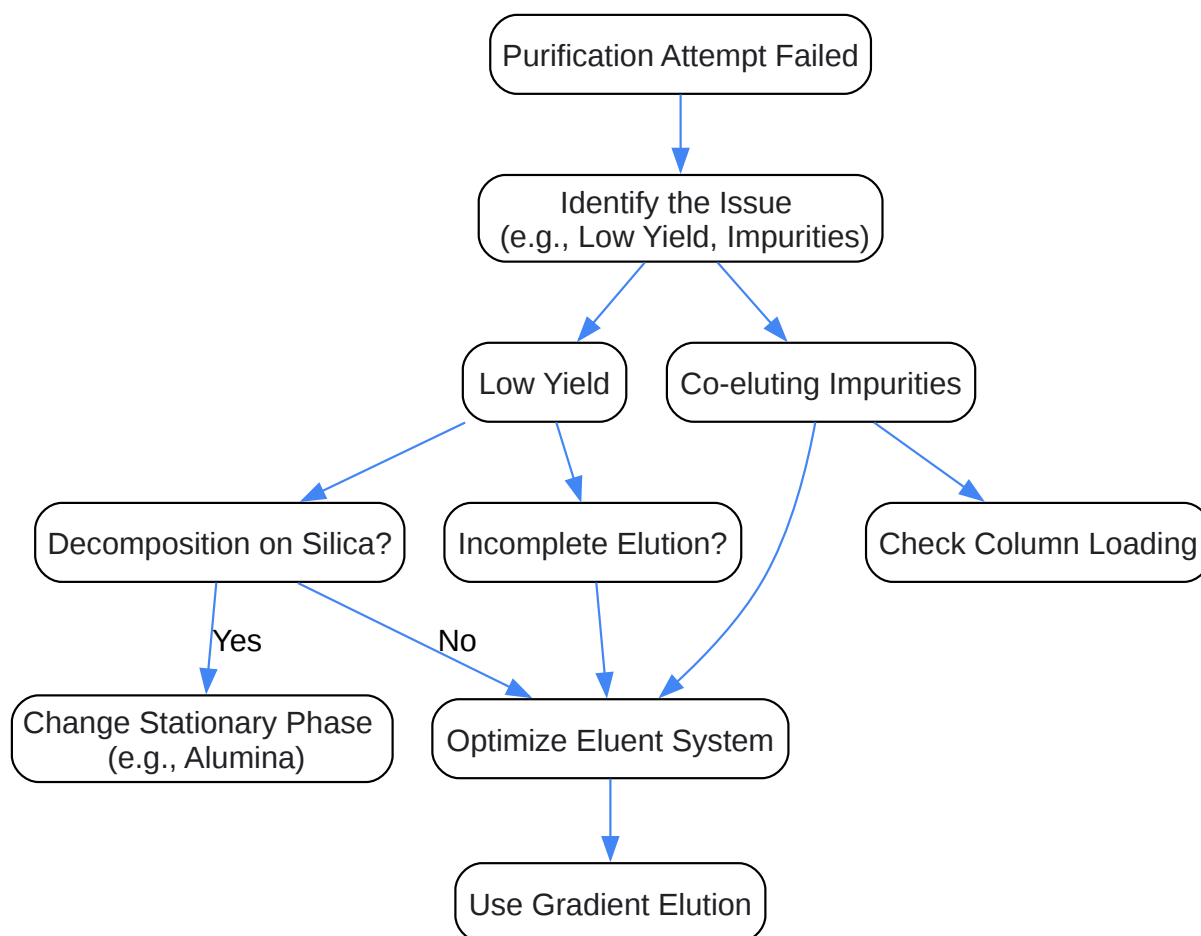 Purification Attempt Failed
Identify the Issue
(e.g., Low Yield, Impurities)
Low Yield
Co-eluting Impurities
Decomposition on Silica?
Incomplete Elution?
Check Column Loading
Yes
No
Change Stationary Phase
(e.g., Alumina)
Optimize Eluent System
Use Gradient Elution